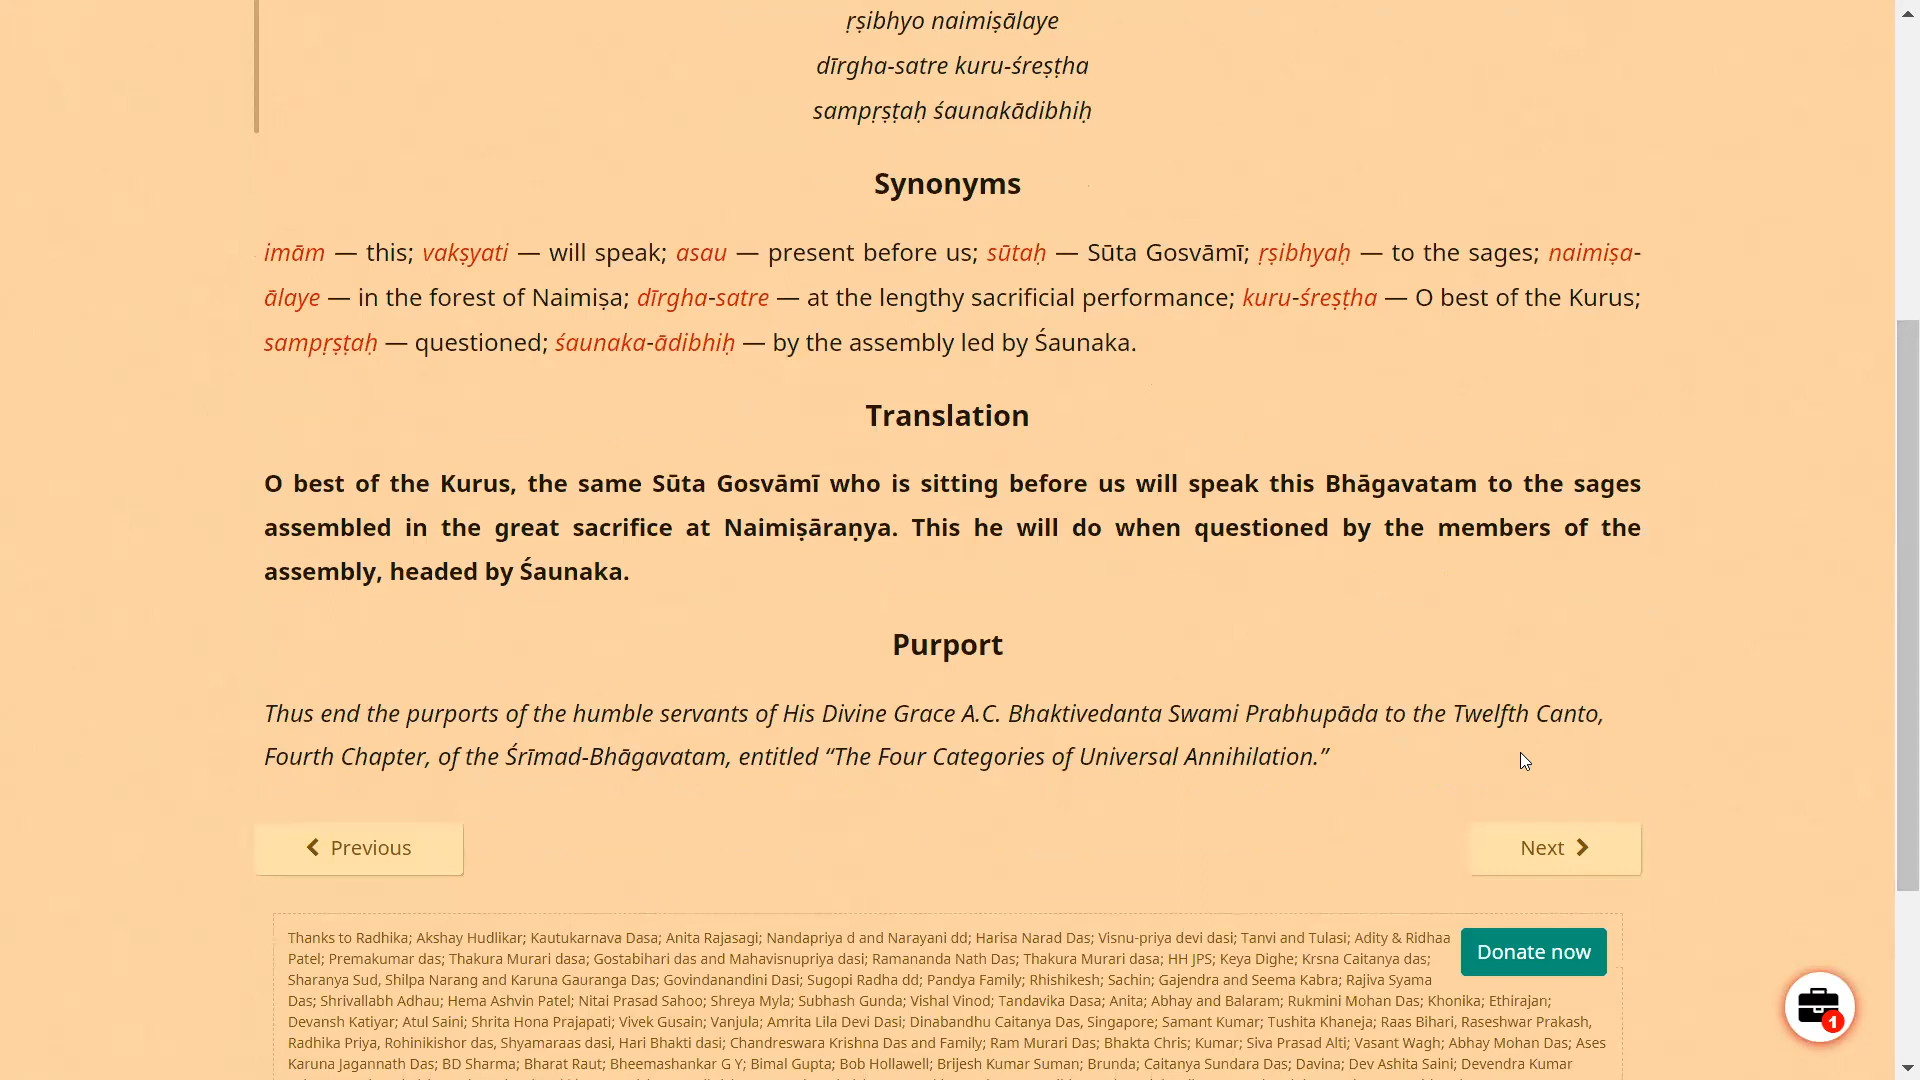 ṛṣibhyo naimiṣālaye
dīrgha-satre kuru-śreṣṭha
sampṛṣṭaḥ śaunakādibhiḥ
Synonyms
imām — this; vakṣyati — will speak; asau — present before us; sūtaḥ — Sūta Gosvāmī; ṛṣibhyaḥ — to the sages; naimiṣa-
ālaye — in the forest of Naimiṣa; dīrgha-satre — at the lengthy sacrificial performance; kuru-śreṣṭha — O best of the Kurus;
sampṛṣṭaḥ — questioned; śaunaka-ādibhiḥ — by the assembly led by Śaunaka.
Translation
O best of the Kurus, the same Sūta Gosvāmī who is sitting before us will speak this Bhāgavatam to the sages
assembled in the great sacrifice at Naimiṣāraṇya. This he will do when questioned by the members of the
assembly, headed by Śaunaka.
Purport
Thus end the purports of the humble servants of His Divine Grace A.C. Bhaktivedanta Swami Prabhupāda to the Twelfth Canto,
Fourth Chapter, of the Śrīmad-Bhāgavatam, entitled “The Four Categories of Universal Annihilation.”
Previous
Next
Thanks to Radhika; Akshay Hudlikar; Kautukarnava Dasa; Anita Rajasagi; Nandapriya d and Narayani dd; Harisa Narad Das; Visnu-priya devi dasi; Tanvi and Tulasi; Adity & Ridhaa
Patel; Premakumar das; Thakura Murari dasa; Gostabihari das and Mahavisnupriya dasi; Ramananda Nath Das; Thakura Murari dasa; HH JPS; Keya Dighe; Krsna Caitanya das;
Sharanya Sud, Shilpa Narang and Karuna Gauranga Das; Govindanandini Dasi; Sugopi Radha dd; Pandya Family; Rhishikesh; Sachin; Gajendra and Seema Kabra; Rajiva Syama
Das; Shrivallabh Adhau; Hema Ashvin Patel; Nitai Prasad Sahoo; Shreya Myla; Subhash Gunda; Vishal Vinod; Tandavika Dasa; Anita; Abhay and Balaram; Rukmini Mohan Das; Khonika; Ethirajan;
Devansh Katiyar; Atul Saini; Shrita Hona Prajapati; Vivek Gusain; Vanjula; Amrita Lila Devi Dasi; Dinabandhu Caitanya Das, Singapore; Samant Kumar; Tushita Khaneja; Raas Bihari, Raseshwar Prakash,
Radhika Priya, Rohinikishor das, Shyamaraas dasi, Hari Bhakti dasi; Chandreswara Krishna Das and Family; Ram Murari Das; Bhakta Chris; Kumar; Siva Prasad Alti; Vasant Wagh; Abhay Mohan Das; Ases
Karuna Jagannath Das; BD Sharma; Bharat Raut; Bheemashankar G Y; Bimal Gupta; Bob Hollawell; Brijesh Kumar Suman; Brunda; Caitanya Sundara Das; Davina; Dev Ashita Saini; Devendra Kumar
Donate now
1